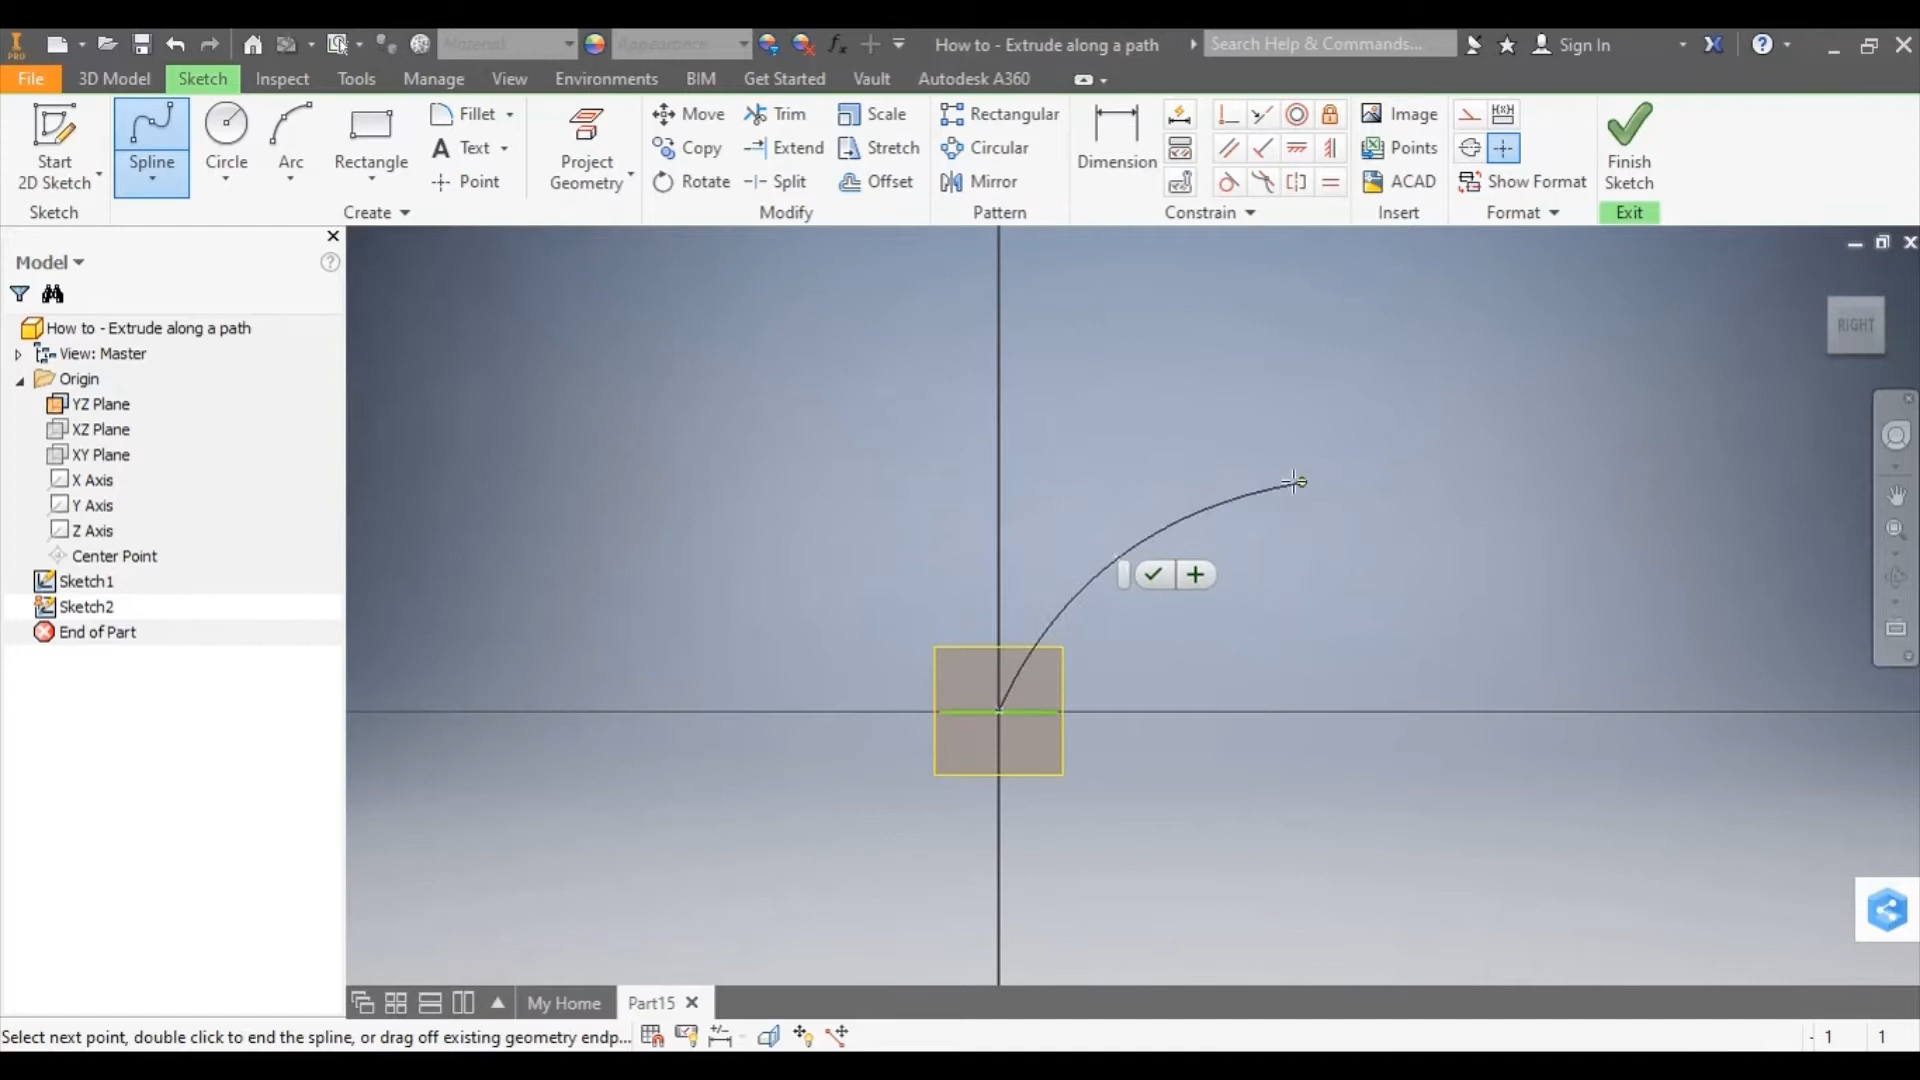 PRO
Material
Appearance
How to - Extrude along a path
Search Help & Commands...
Sign In
File
3D Model
Sketch
Inspect
Tools
Manage
View
Environments
BIM
Get Started
Vault
Autodesk A360
Start
2D Sketch
Spline
Circle
Arc
Rectangle
Fillet
Text
Point
Project
Geometry
Move
Copy
Rotate
Trim
Extend
Split
Scale
Stretch
Offset
Rectangular
Circular
Mirror
Dimension
Image
Points
ACAD
Show Format
Finish
Sketch
Sketch
Create
Modify
Pattern
Constrain
Insert
Format
Exit
Model
How to - Extrude along a path
View: Master
Origin
YZ Plane
XZ Plane
XY Plane
X Axis
Y Axis
Z Axis
Center Point
Sketch1
Sketch2
End of Part
RIGHT
My Home
Part15
Select next point, double click to end the spline, or drag off existing geometry endp...
1
1